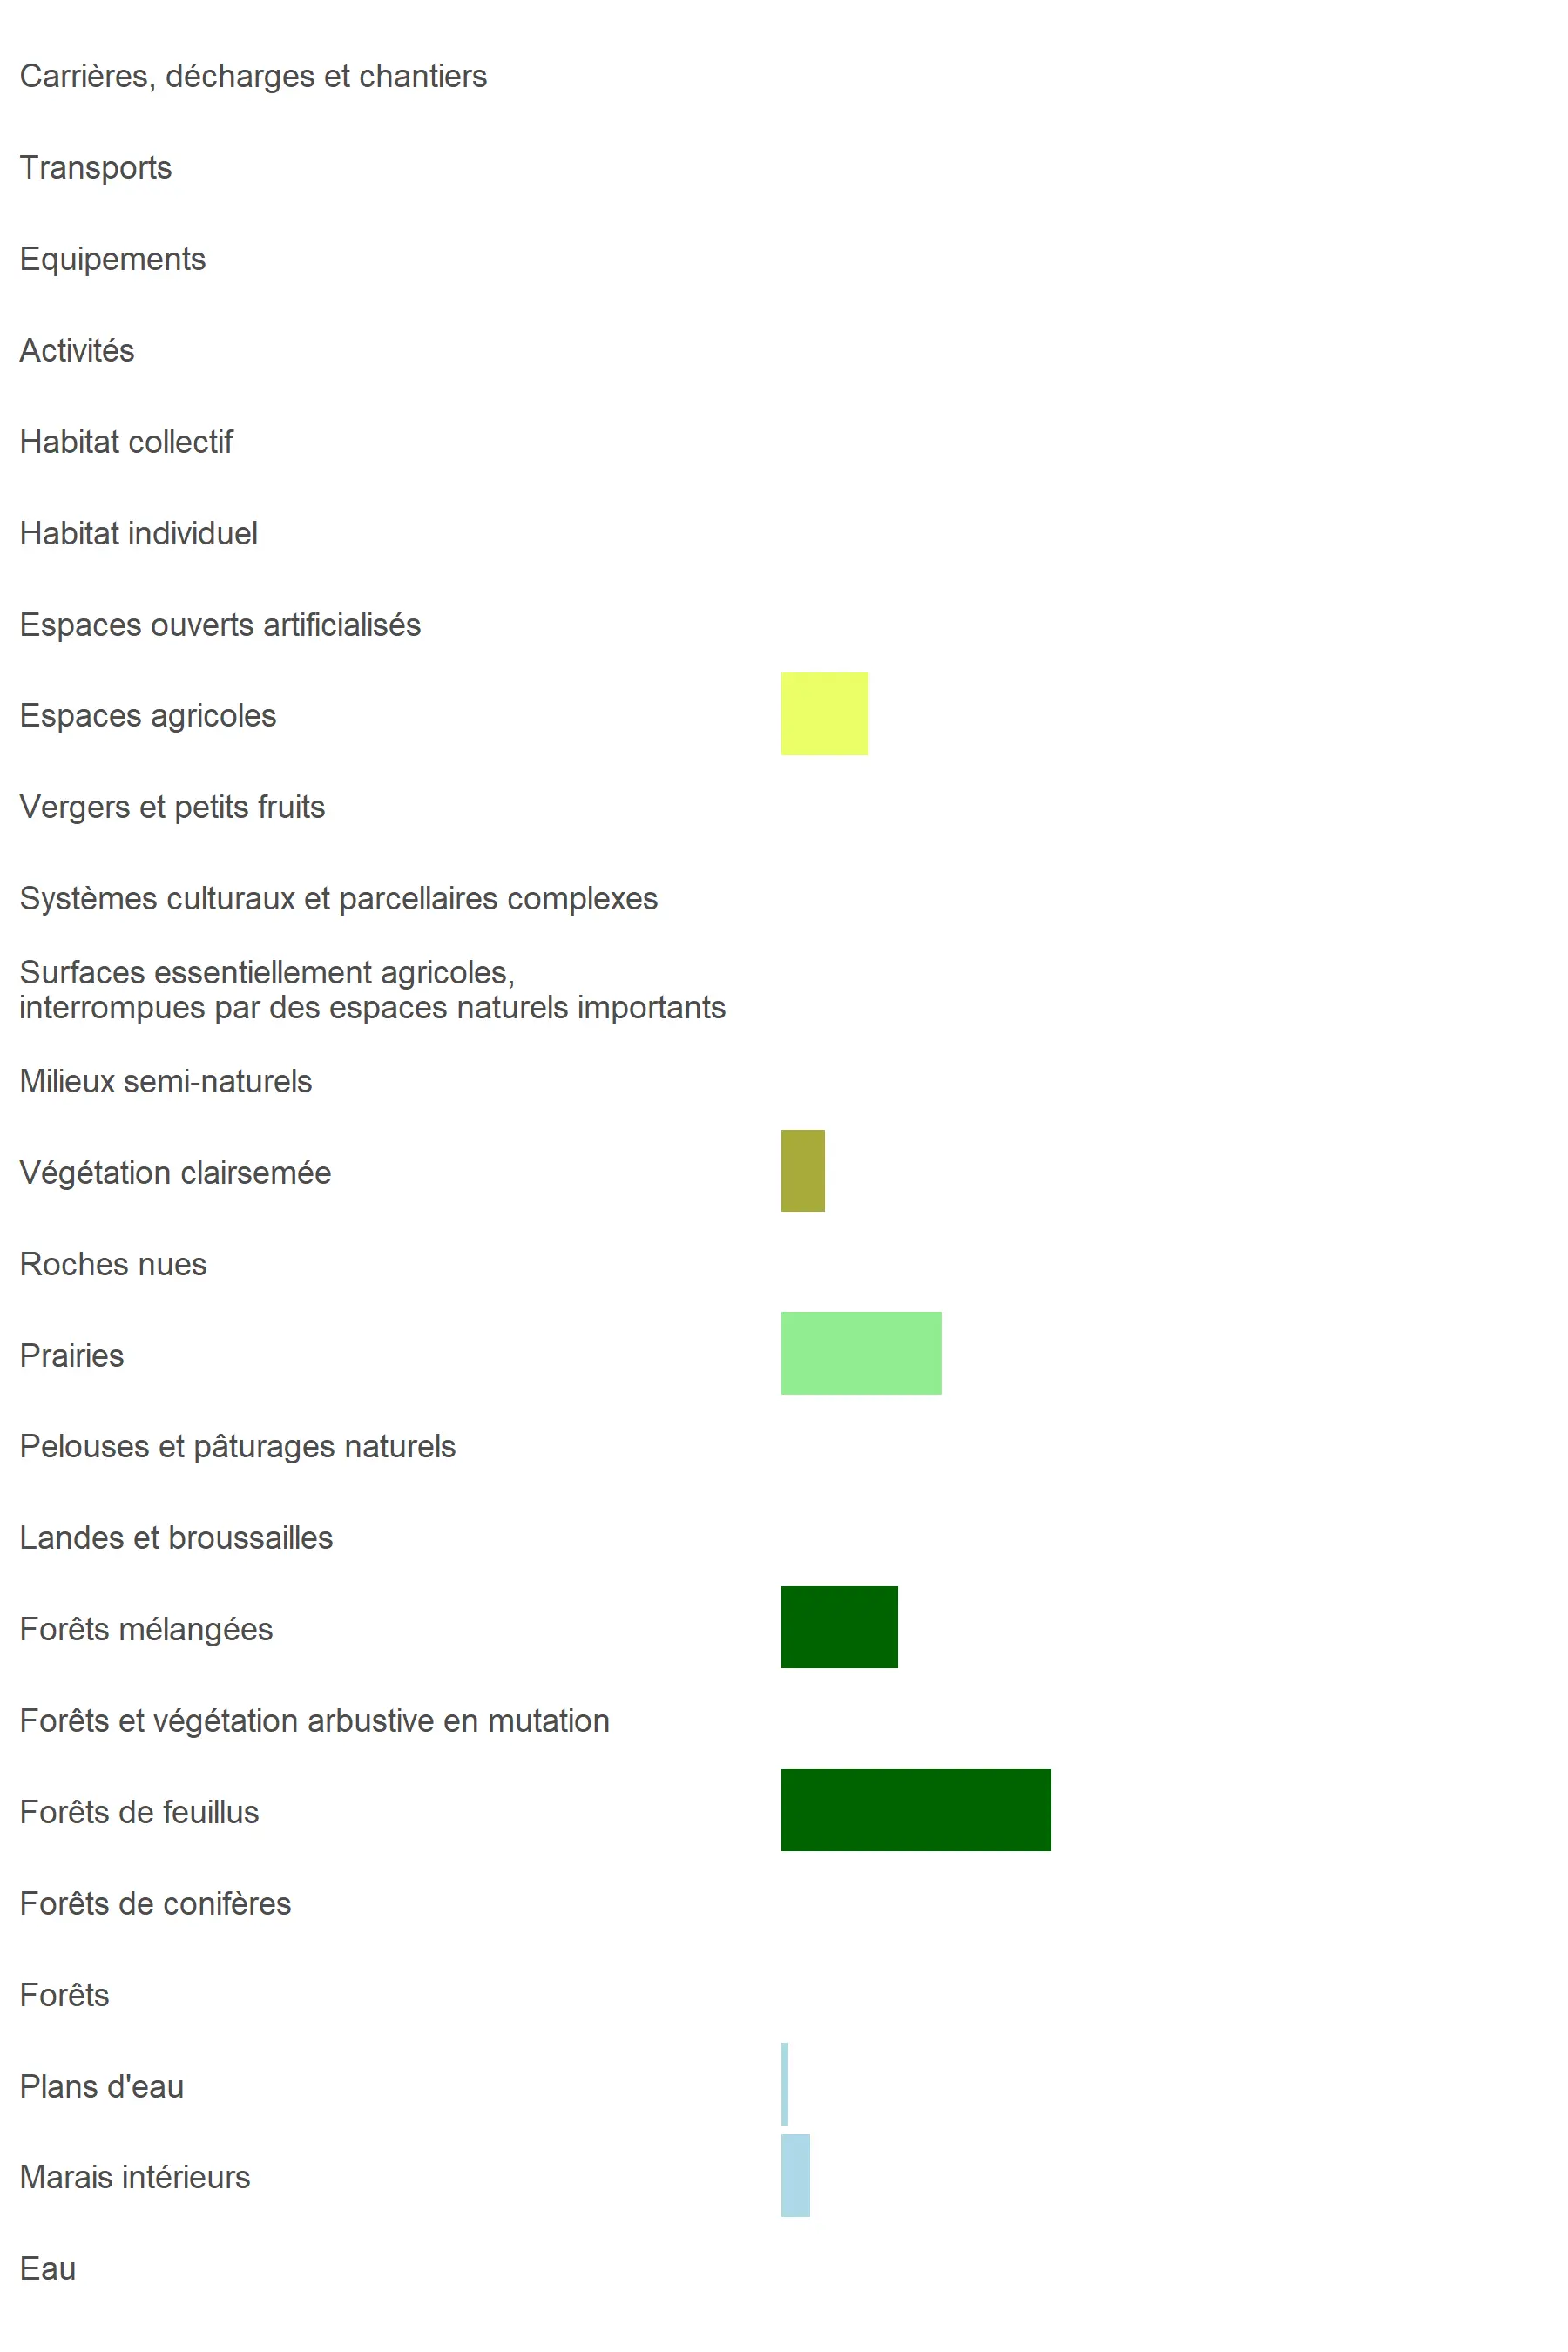 Carrières, décharges et chantiers
Transports
Equipements
Activités
Habitat collectif
Habitat individuel
Espaces ouverts artificialisés
Espaces agricoles
Vergers et petits fruits
Systèmes culturaux et parcellaires complexes
Surfaces essentiellement agricoles,
interrompues par des espaces naturels importants
Milieux semi-naturels
Végétation clairsemée
Roches nues
Prairies
Pelouses et pâturages naturels
Landes et broussailles
Forêts mélangées
Forêts et végétation arbustive en mutation
Forêts de feuillus
Forêts de conifères
Forêts
Plans d'eau
Marais intérieurs
Eau